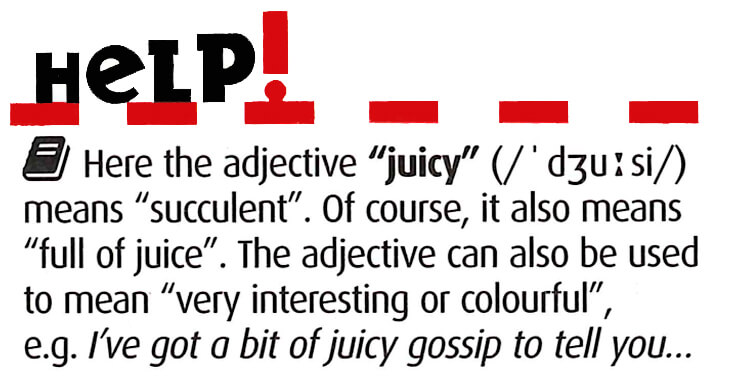 HeLP!
Here the adjective “juicy” (/ˈdʒuːsi/)
means “succulent”. Of course, it also means
“full of juice”. The adjective can also be used
to mean “very interesting or colourful”,
e.g. I’ve got a bit of juicy gossip to tell you...